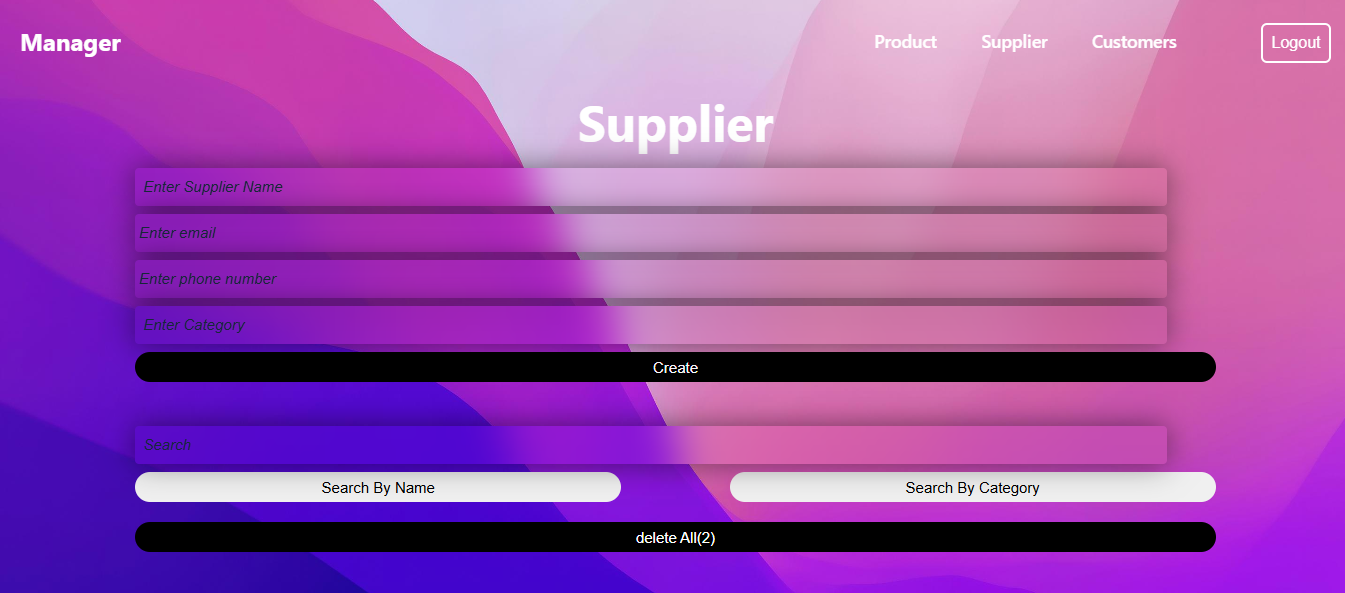 Manager Product Supplier Customers Logout
Supplier
Enter Supplier Name
Enter email
Enter phone number
Enter Category
Create
Search
Search By Name Search By Category
delete All(2)